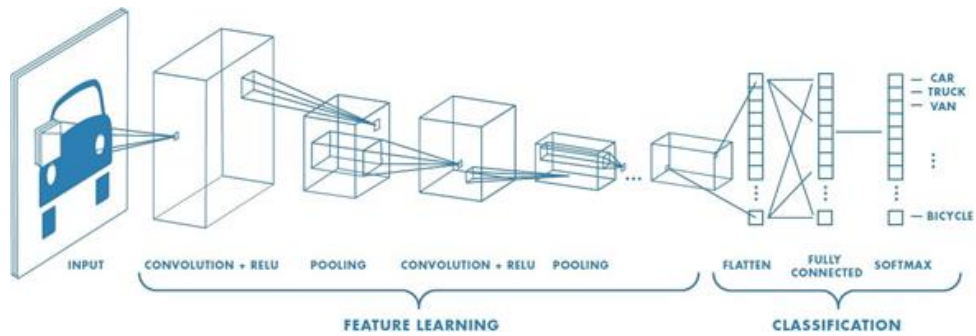 CAR
TRUCK
VAN
BICYCLE
INPUT
CONVOLUTION + RELU
POOLING
CONVOLUTION + RELU
POOLING
FLATTEN
FULLY
CONNECTED
SOFTMAX
FEATURE LEARNING
CLASSIFICATION